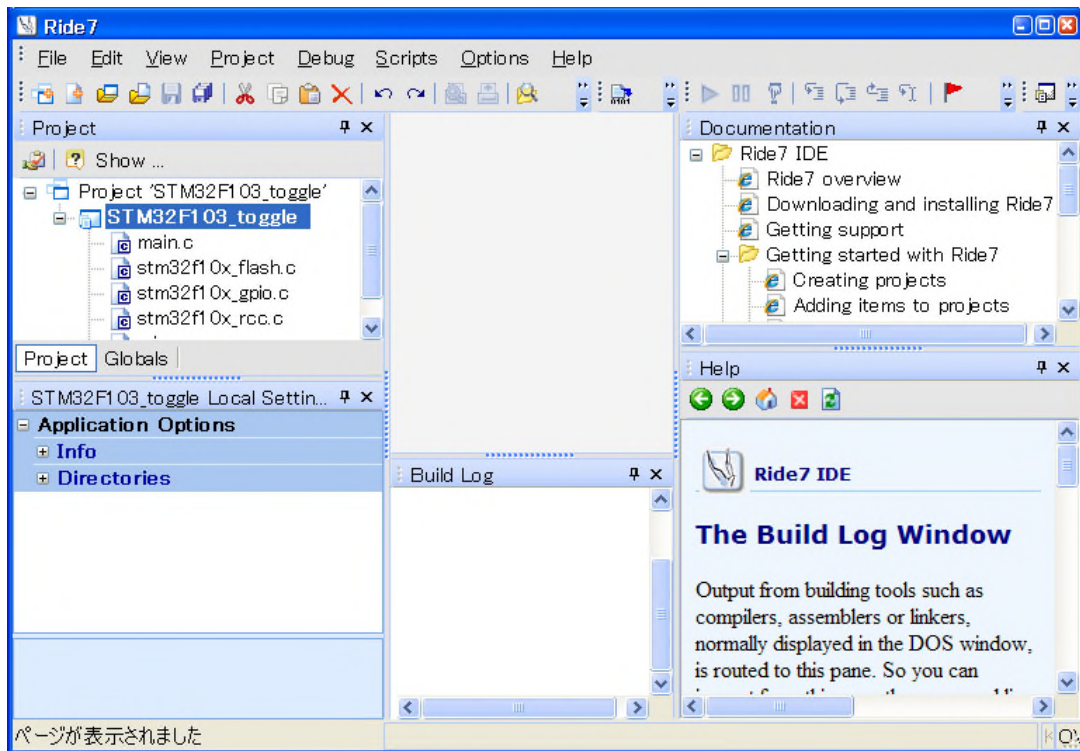 Ride7
File Edit View Project Debug Scripts Options Help
Project
Show ...
Project 'STM32F103_toggle'
STM32F103_toggle
main.c
stm32f10x_flash.c
stm32f10x_gpio.c
stm32f10x_rcc.c
Project Globals
STM32F103_toggle Local Settin...
Application Options
Info
Directories
Build Log
Documentation
Ride7 IDE
Ride7 overview
Downloading and installing Ride7
Getting support
Getting started with Ride7
Creating projects
Adding items to projects
Help
Ride7 IDE
The Build Log Window
Output from building tools such as
compilers, assemblers or linkers,
normally displayed in the DOS window,
is routed to this pane. So you can
ページが表示されました